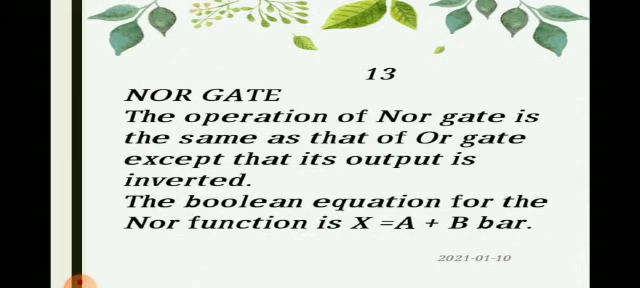 13
NOR GATE
The operation of Nor gate is
the same as that of Or gate
except that its output is
inverted.
The boolean equation for the
Nor function is X =A + B bar.
2021-01-10